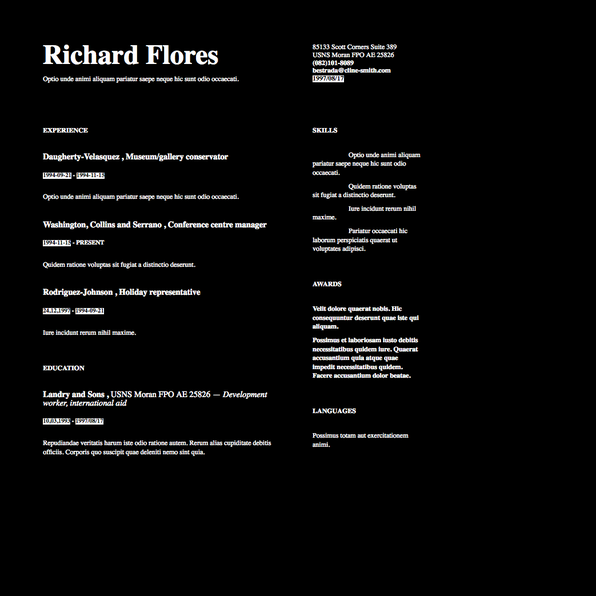 Richard Flores
Optio unde animi aliquam pariatur saepe neque hic sunt odio occaecati.
85133 Scott Corners Suite 389
USNS Moran FPO AE 25826
(082)101-8089
bestrada@cline-smith.com
1997/08/17
EXPERIENCE
Daugherty-Velasquez , Museum/gallery conservator
1994-09-21 - 1994-11-15
Optio unde animi aliquam pariatur saepe neque hic sunt odio occaecati.
Washington, Collins and Serrano , Conference centre manager
1994-11-15 - PRESENT
Quidem ratione voluptas sit fugiat a distinctio deserunt.
Rodriguez-Johnson , Holiday representative
24.12.1997 - 1994-09-21
Iure incidunt rerum nihil maxime.
EDUCATION
Landry and Sons , USNS Moran FPO AE 25826 — Development
worker, international aid
10.03.1993 - 1997/08/17
Repudiandae veritatis harum iste odio ratione autem. Rerum alias cupiditate debitis
officiis. Corporis quo suscipit quae deleniti nemo sint quia.
SKILLS
Optio unde animi aliquam
pariatur saepe neque hic sunt odio
occaecati.
Quidem ratione voluptas
sit fugiat a distinctio deserunt.
Iure incidunt rerum nihil
maxime.
Pariatur occaecati hic
laborum perspiciatis quaerat ut
voluptates adipisci.
AWARDS
Velit dolore quaerat nobis. Hic
consequuntur deserunt quae iste qui
aliquam.
Possimus et laboriosam iusto debitis
necessitatibus quidem iure. Quaerat
accusantium quia atque quae
impedit necessitatibus quidem.
Facere accusantium dolor beatae.
LANGUAGES
Possimus totam aut exercitationem
animi.